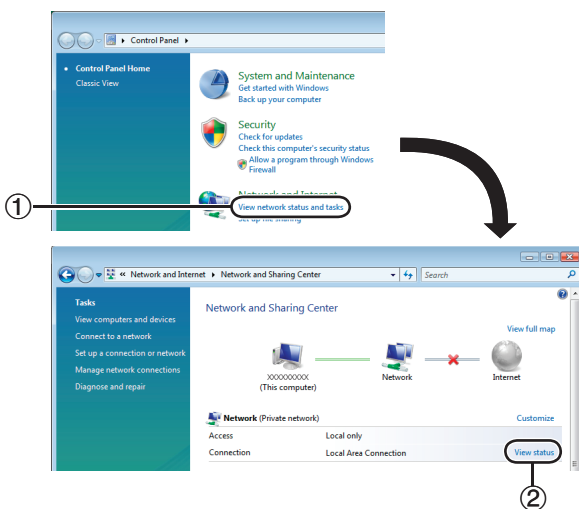 Control Panel
Control Panel Home
Classic View
System and Maintenance
Get started with Windows
Back up your computer
Security
Check for updates
Check this computer's security status
Allow a program through Windows
Firewall
Network and Internet
① View network status and tasks
Set up file sharing
« Network and Internet Network and Sharing Center Search
Tasks
View computers and devices
Connect to a network
Set up a connection or network
Manage network connections
Diagnose and repair
Network and Sharing Center
View full map
XXXXXXXXX
(This computer)
Network
Internet
Network (Private network) Customize
Access Local only
Connection Local Area Connection View status
②